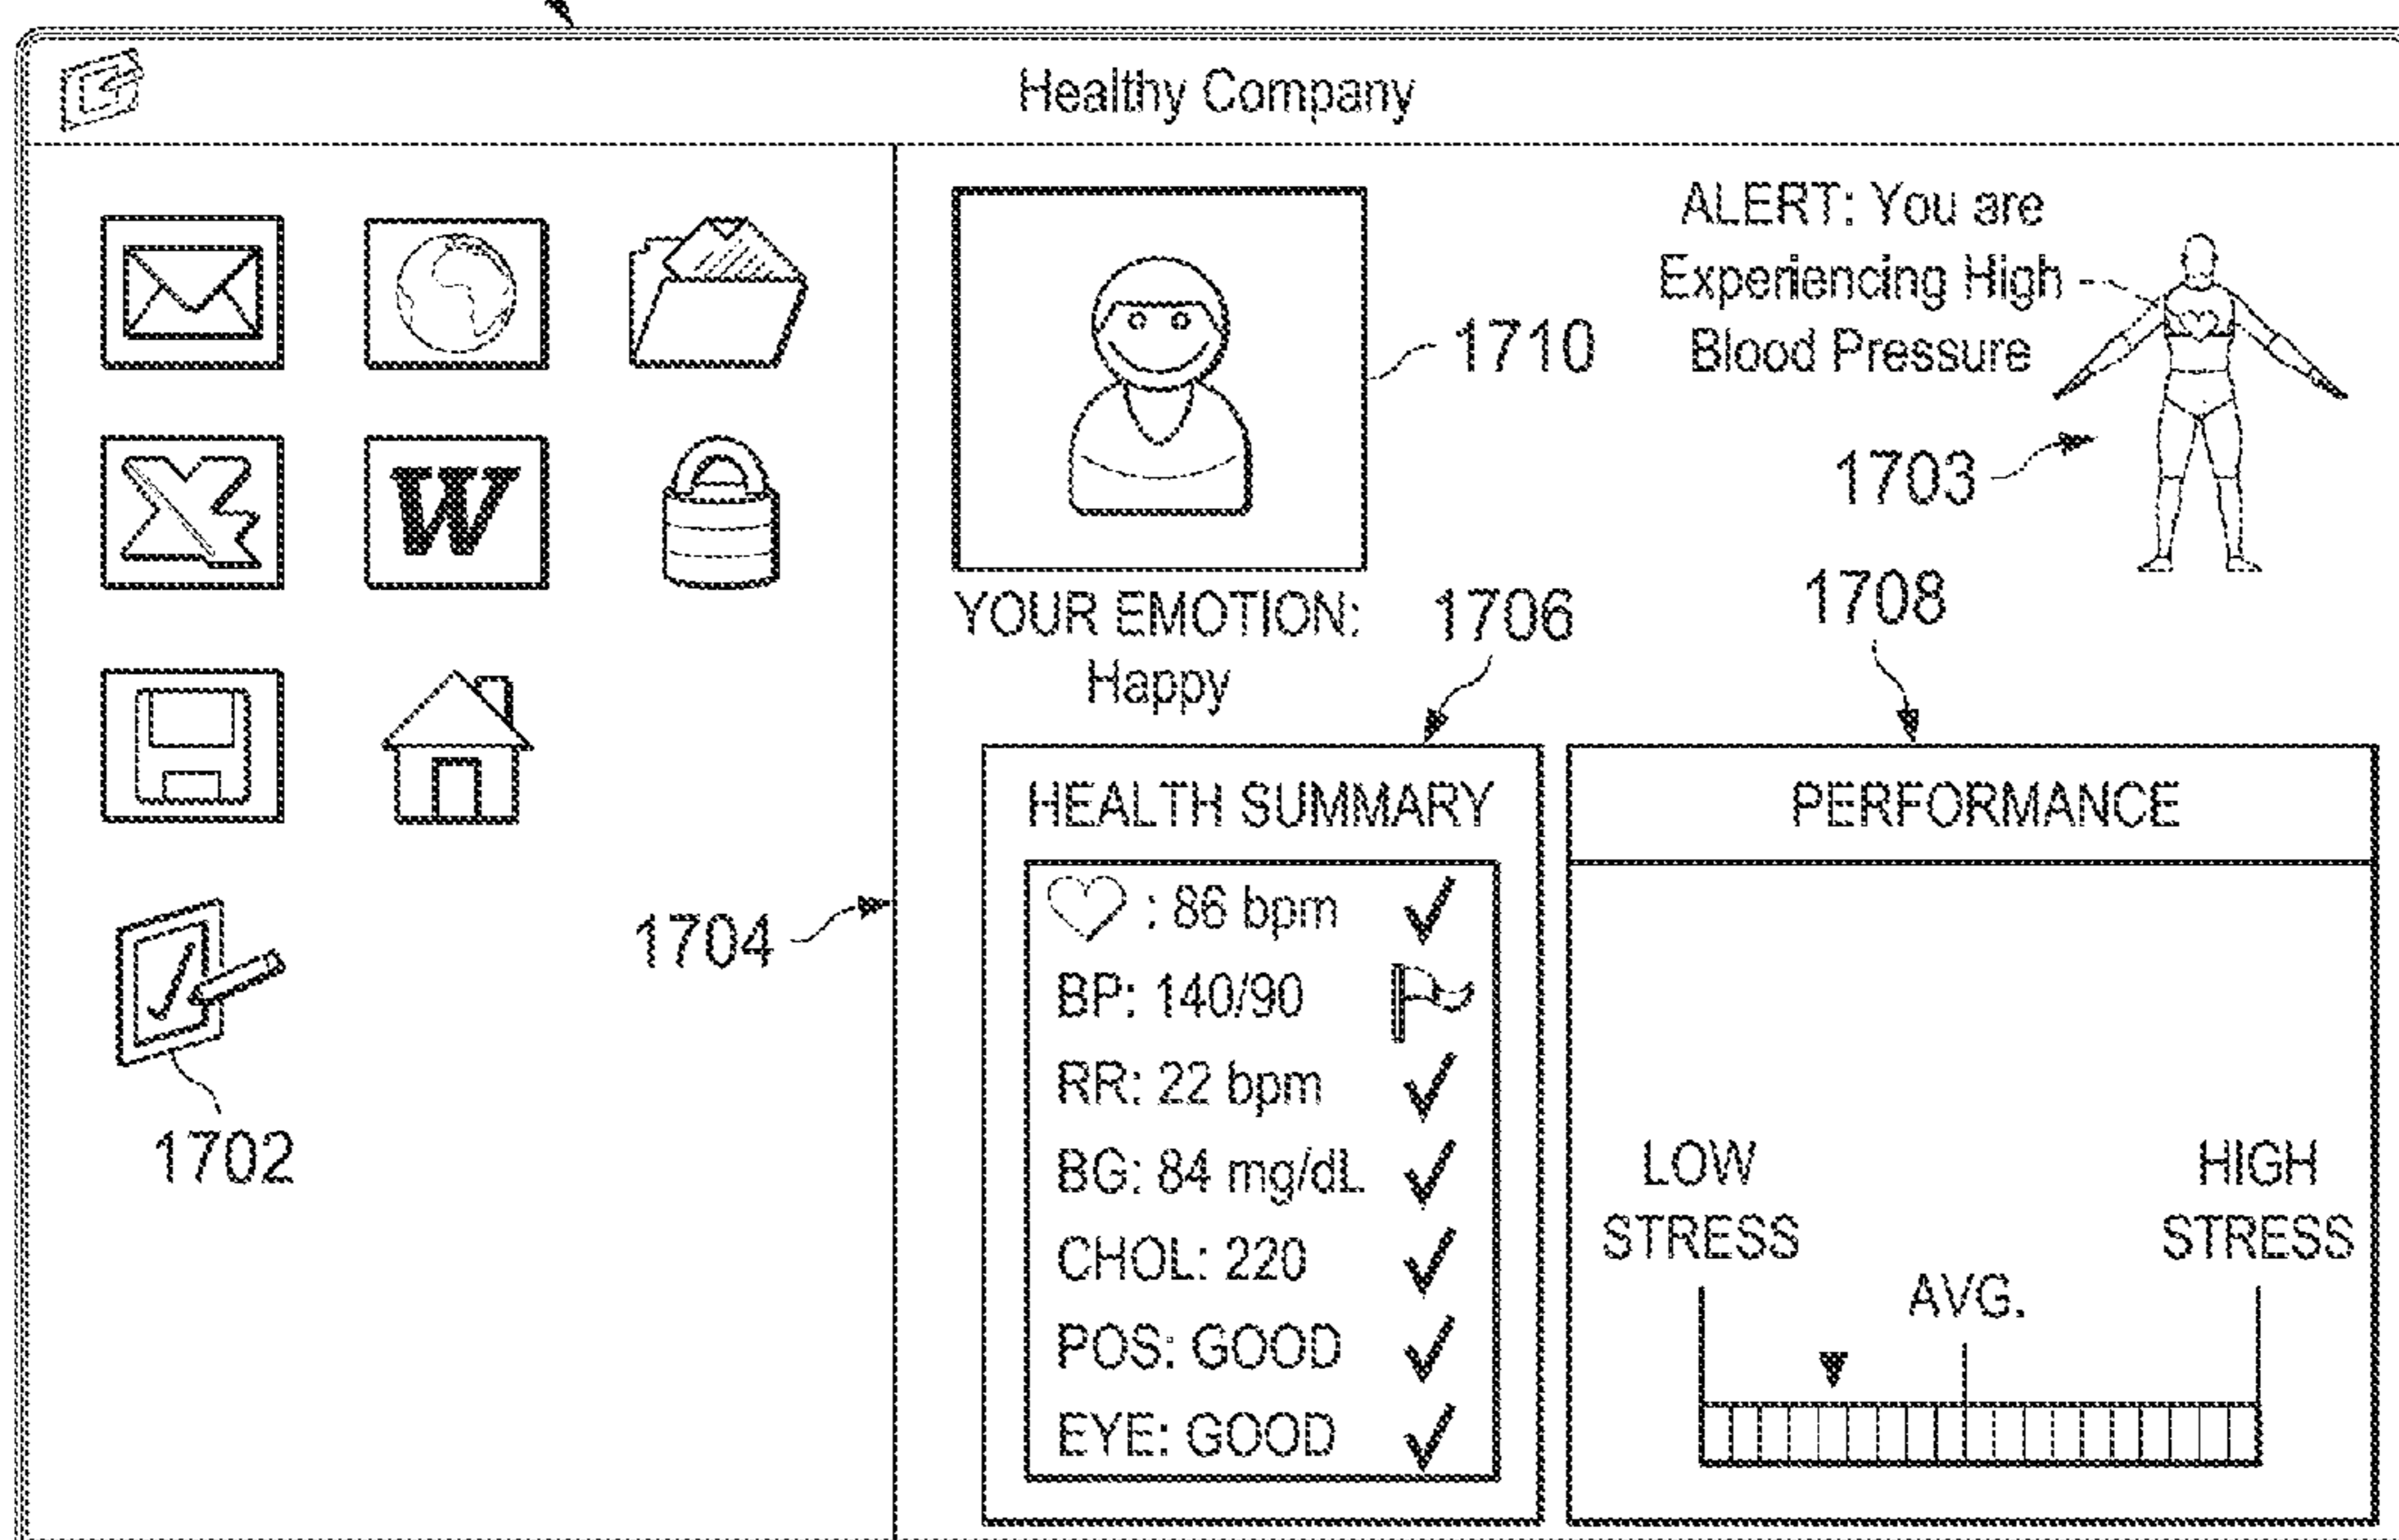 Healthy Company
ALERT: You are
Experiencing High
Blood Pressure
1710
1703
W
YOUR EMOTION:
Happy
1706
1708
HEALTH SUMMARY
: 86 bpm
BP: 140/90
RR: 22 bpm
BG: 84 mg/dL
CHOL: 220
POS: GOOD
EYE: GOOD
PERFORMANCE
LOW
STRESS
HIGH
STRESS
AVG.
1704
1702